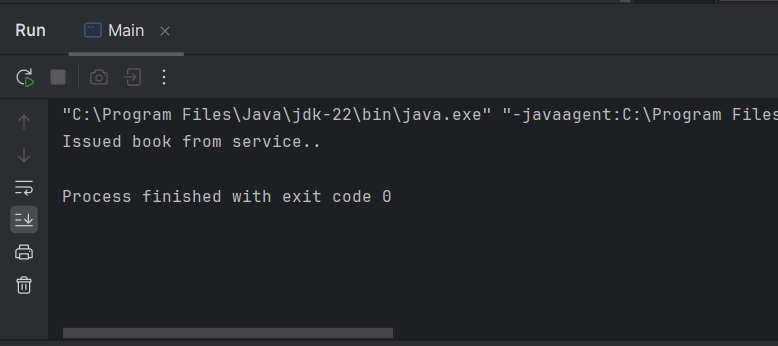 Run Main
"C:\Program Files\Java\jdk-22\bin\java.exe" "-javaagent:C:\Program Files
Issued book from service..
Process finished with exit code 0